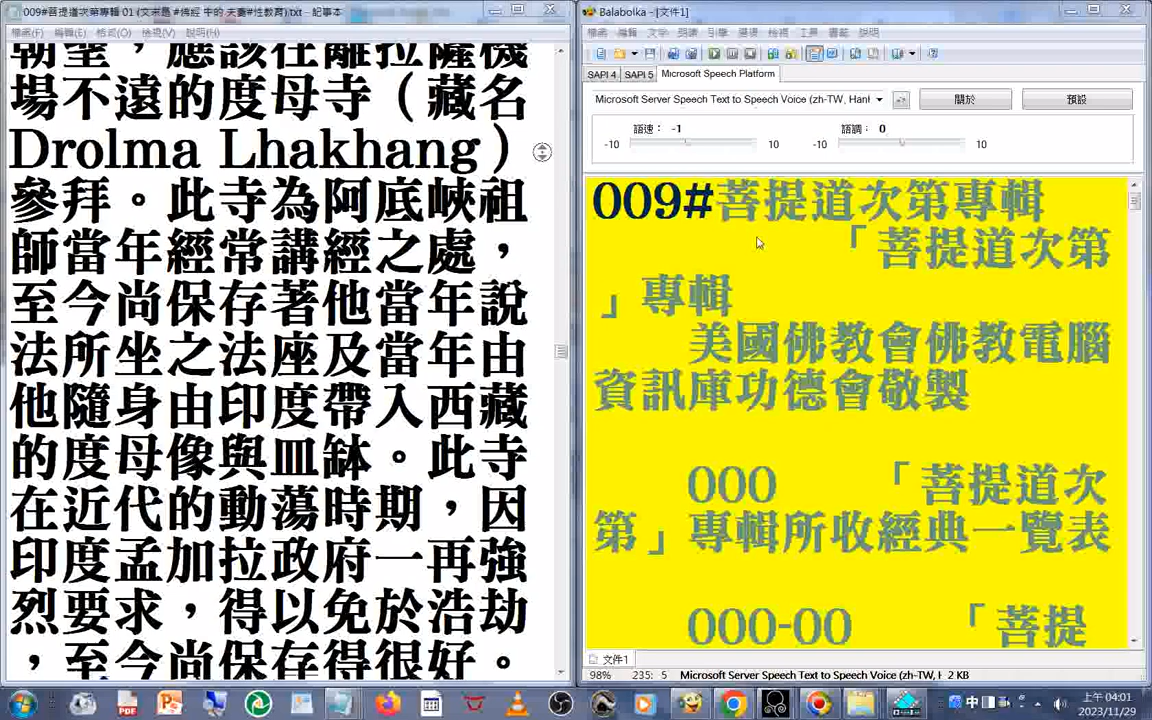 009#菩提道次第專輯 01 (文末是 #佛經 中的 夫妻#性教育).txt - 記事本
檔案(F) 編輯(E) 格式(O) 檢視(V) 說明(H)
朝聖，應該在離拉薩機
場不遠的度母寺（藏名
Drolma Lhakhang）
參拜。此寺為阿底峽祖
師當年經常講經之處，
至今尚保存著他當年說
法所坐之法座及當年由
他隨身由印度帶入西藏
的度母像與皿缽。此寺
在近代的動蕩時期，因
印度孟加拉政府一再強
烈要求，得以免於浩劫
，至今尚保存得很好。
Balabolka - [文件1]
檔案 編輯 文字 朗讀 引擎 選項 檢視 工具 書籤 說明
SAPI 4 SAPI 5 Microsoft Speech Platform
Microsoft Server Speech Text to Speech Voice (zh-TW, Hanl
關於
預設
語速： -1
語調： 0
-10 10 -10 10
009#菩提道次第專輯
「菩提道次第
」專輯
美國佛教會佛教電腦
資訊庫功德會敬製
000 「菩提道次
第」專輯所收經典一覽表
000-00 「菩提
文件1
98% 235: 5 Microsoft Server Speech Text to Speech Voice (zh-TW, H 2 KB
中
上午 04:01
2023/11/29